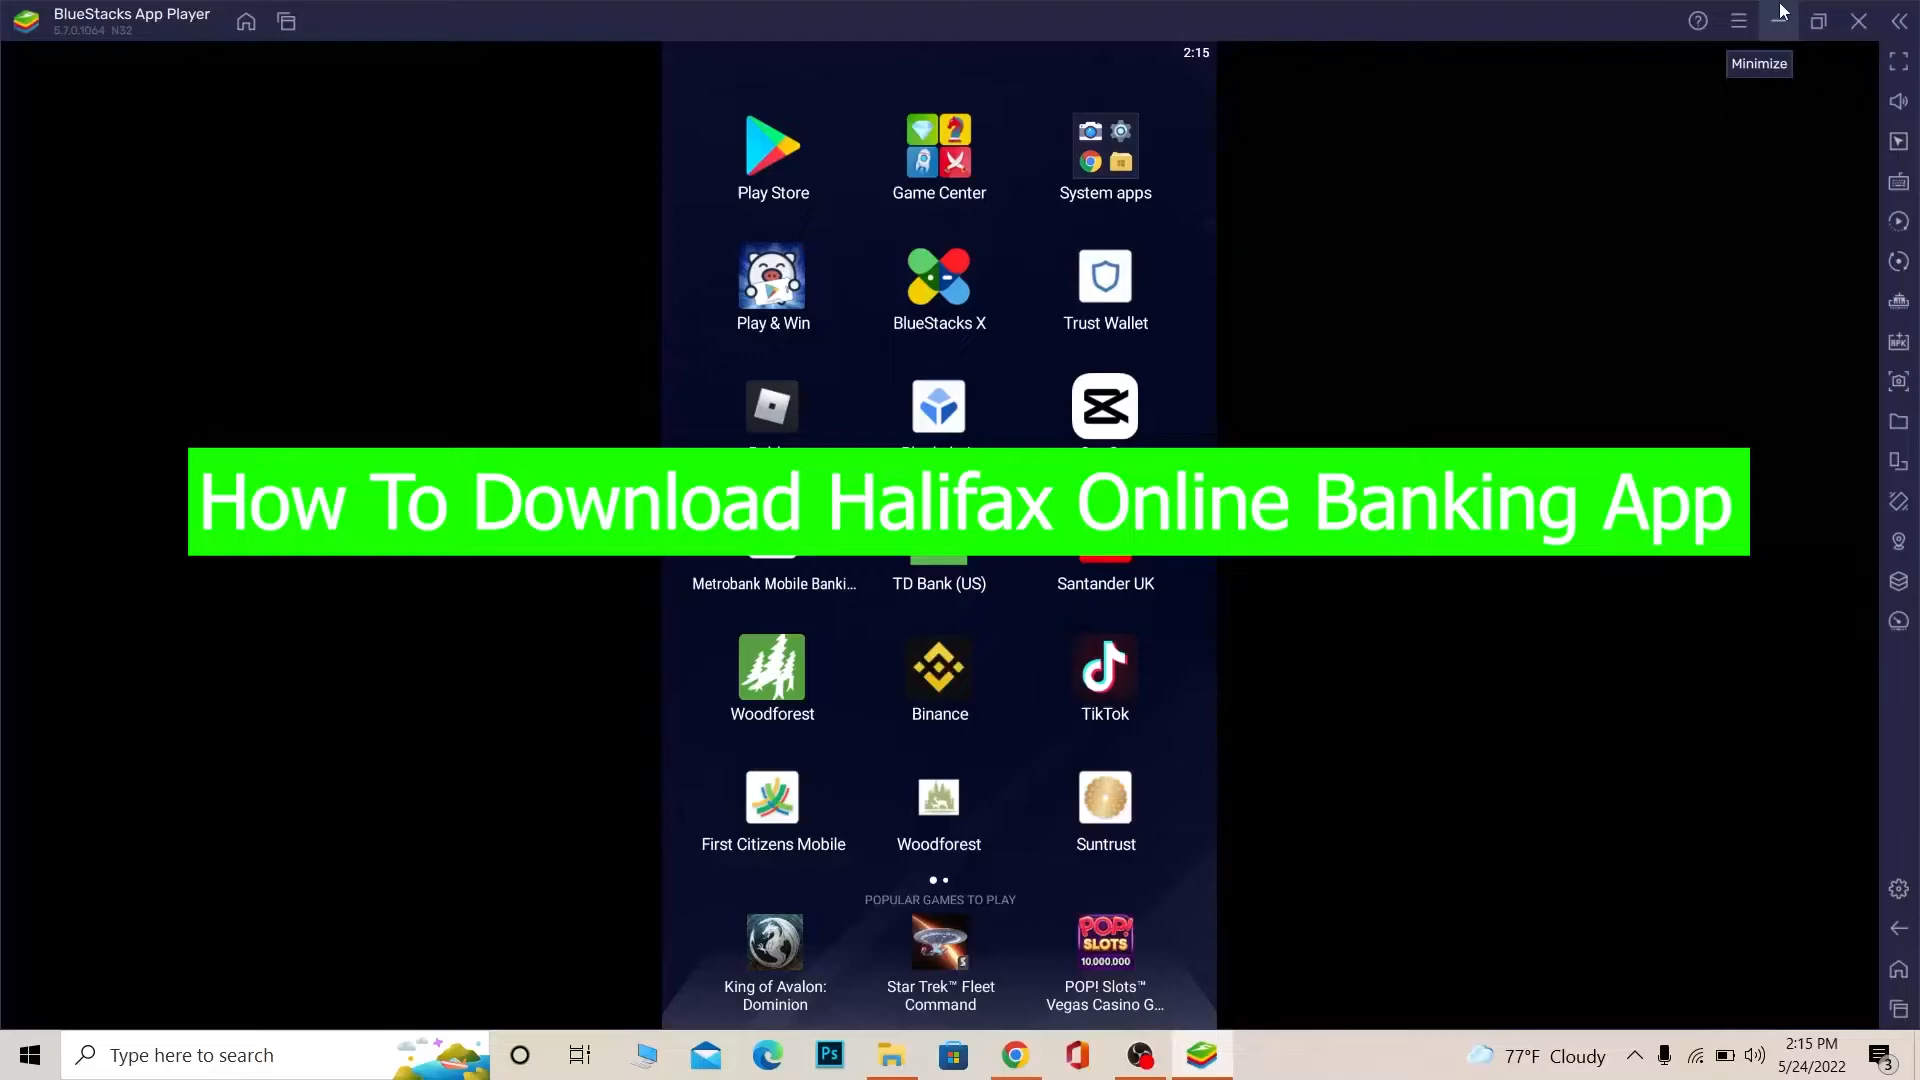 BlueStacks App Player
5.7.0.1064 N32
Minimize
2:15
Play Store
Game Center
System apps
Play & Win
BlueStacks X
Trust Wallet
How To Download Halifax Online Banking App
Metrobank Mobile Banki...
TD Bank (US)
Santander UK
Woodforest
Binance
TikTok
First Citizens Mobile
Woodforest
Suntrust
POPULAR GAMES TO PLAY
POP!
SLOTS
10,000,000
King of Avalon:
Dominion
Star Trek™ Fleet
Command
POP! Slots™
Vegas Casino G...
Type here to search
Ps
77°F Cloudy
2:15 PM
5/24/2022
3